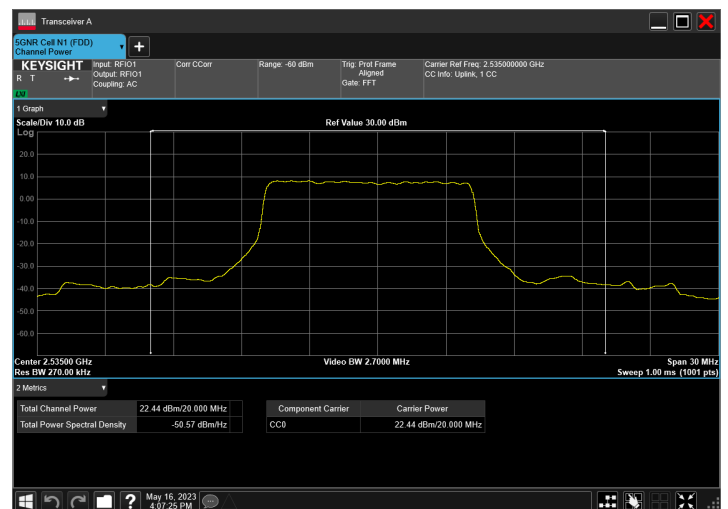 Transceiver A
5GNR Cell N1 (FDD)
Channel Power
+
KEYSIGHT
R T
LXI
Input: RFIO1
Output: RFIO1
Coupling: AC
Corr CCorr
Range: -60 dBm
Trig: Prot Frame
Aligned
Gate: FFT
Carrier Ref Freq: 2.535000000 GHz
CC Info: Uplink, 1 CC
1 Graph
Scale/Div 10.0 dB
Ref Value 30.00 dBm
Log
20.0
10.0
0.00
-10.0
-20.0
-30.0
-40.0
-50.0
-60.0
Center 2.53500 GHz
Video BW 2.7000 MHz
Span 30 MHz
Res BW 270.00 kHz
Sweep 1.00 ms (1001 pts)
2 Metrics
Total Channel Power 22.44 dBm/20.000 MHz
Total Power Spectral Density -50.57 dBm/Hz
Component Carrier Carrier Power
CC0 22.44 dBm/20.000 MHz
?
May 16, 2023
4:07:25 PM